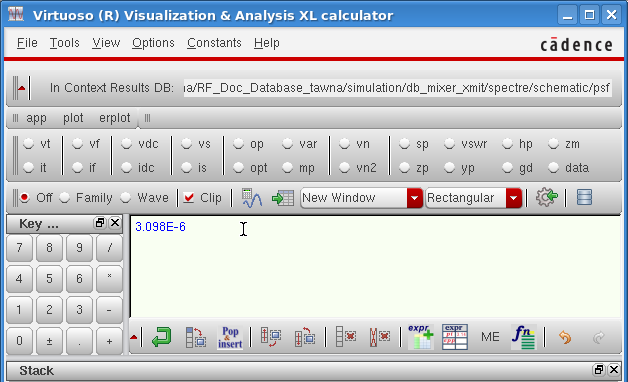 Virtuoso (R) Visualization & Analysis XL calculator
File Tools View Options Constants Help
cādence
In Context Results DB: a/RF_Doc_Database_tawna/simulation/db_mixer_xmit/spectre/schematic/psf
app plot erplot
vt vf vdc vs op var vn sp vswr hp zm
it if idc is opt mp vn2 zp yp gd data
Off Family Wave Clip New Window Rectangular
Key ...
3.098E-6
7 8 9 /
4 5 6 *
1 2 3 -
0 ± . +
Pop & insert expr expr ME fn
Stack